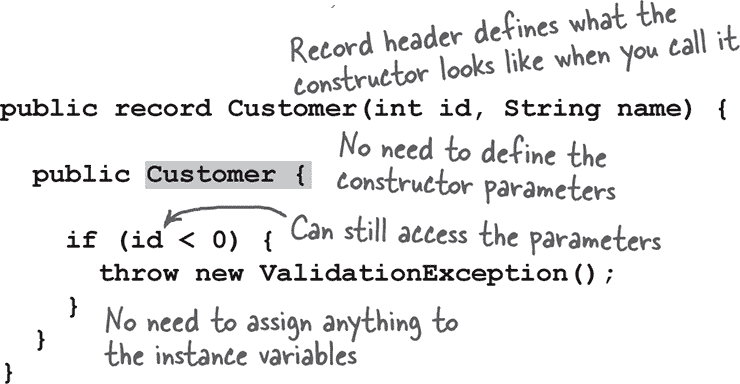 Record header defines what the
constructor looks like when you call it
public record Customer(int id, String name) {
No need to define the
public Customer {
constructor parameters
if (id < 0) {
Can still access the parameters
throw new ValidationException();
}
No need to assign anything to
}
the instance variables
}